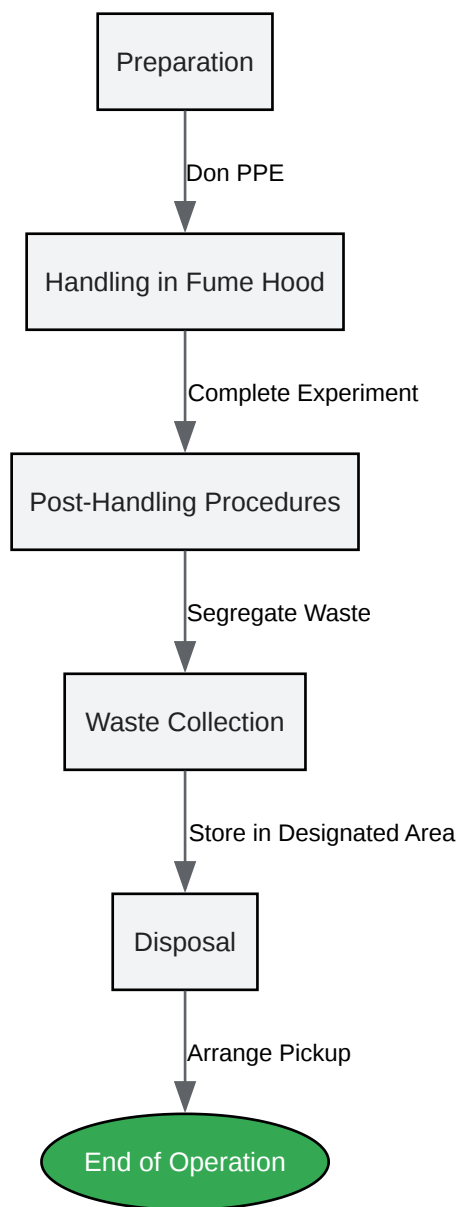 Preparation
Don PPE
Handling in Fume Hood
Complete Experiment
Post-Handling Procedures
Segregate Waste
Waste Collection
Store in Designated Area
Disposal
Arrange Pickup
End of Operation